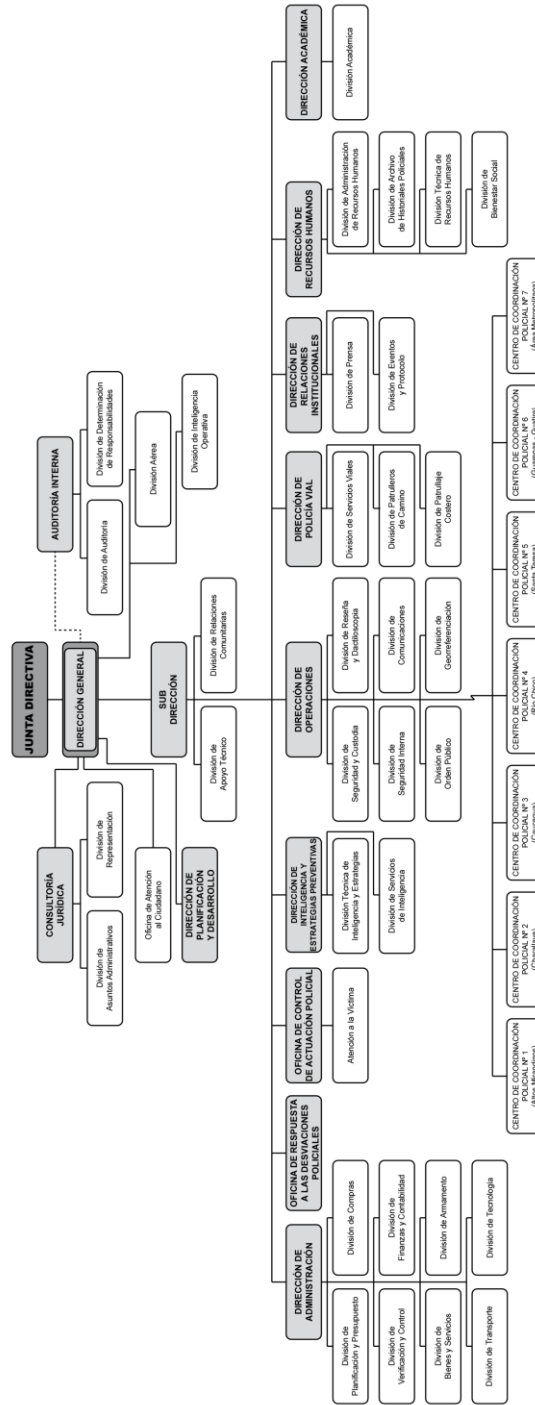 JUNTA DIRECTIVA
DIRECCIÓN GENERAL
AUDITORÍA INTERNA
División de Auditoría
División de Determinación
de Responsabilidades
División Aérea
División de Inteligencia
Operativa
CONSULTORÍA
JURÍDICA
División de
Asuntos Administrativos
División de
Representación
Oficina de Atención
al Ciudadano
DIRECCIÓN DE
PLANIFICACIÓN
Y DESARROLLO
SUB
DIRECCIÓN
División de
Apoyo Técnico
División de Relaciones
Comunitarias
DIRECCIÓN DE
ADMINISTRACIÓN
División de
Planificación y Presupuesto
División de Compras
División de
Verificación y Control
División de
Finanzas y Contabilidad
División de
Bienes y Servicios
División de Armamento
División de Transporte
División de Tecnología
OFICINA DE RESPUESTA
A LAS DESVIACIONES
POLICIALES
OFICINA DE CONTROL
DE ACTUACIÓN POLICIAL
Atención a la Víctima
DIRECCIÓN DE
INTELIGENCIA Y
ESTRATEGIAS PREVENTIVAS
División Técnica de
Inteligencia y Estrategias
División de Servicios
de Inteligencia
DIRECCIÓN DE
OPERACIONES
División de
Seguridad y Custodia
División de Reseña
y Dactiloscopia
División de
Seguridad Interna
División de
Comunicaciones
División de
Orden Público
División de
Georreferenciación
DIRECCIÓN DE
POLICÍA VIAL
División de Servicios Viales
División de Patrulleros
de Camino
División de Patrullaje
Costero
DIRECCIÓN DE
RELACIONES
INSTITUCIONALES
División de Prensa
División de Eventos
y Protocolo
DIRECCIÓN DE
RECURSOS HUMANOS
División de Administración
de Recursos Humanos
División de Archivo
de Historiales Policiales
División Técnica de
Recursos Humanos
División de
Bienestar Social
DIRECCIÓN ACADÉMICA
División Académica
CENTRO DE COORDINACIÓN
POLICIAL Nº 1
CENTRO DE COORDINACIÓN
POLICIAL Nº 2
CENTRO DE COORDINACIÓN
POLICIAL Nº 3
CENTRO DE COORDINACIÓN
POLICIAL Nº 4
CENTRO DE COORDINACIÓN
POLICIAL Nº 5
CENTRO DE COORDINACIÓN
POLICIAL Nº 6
CENTRO DE COORDINACIÓN
POLICIAL Nº 7